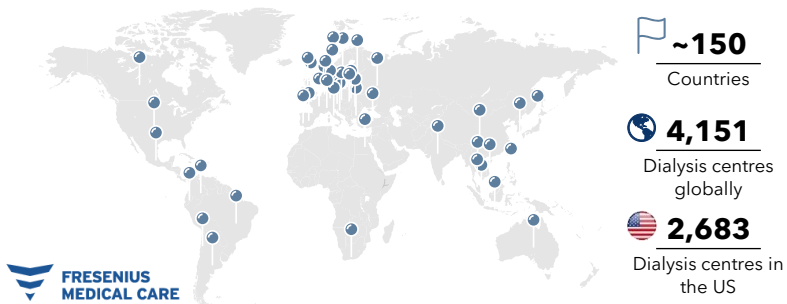 ~150
Countries
4,151
Dialysis centres
globally
2,683
Dialysis centres in
the US
FRESENIUS
MEDICAL CARE